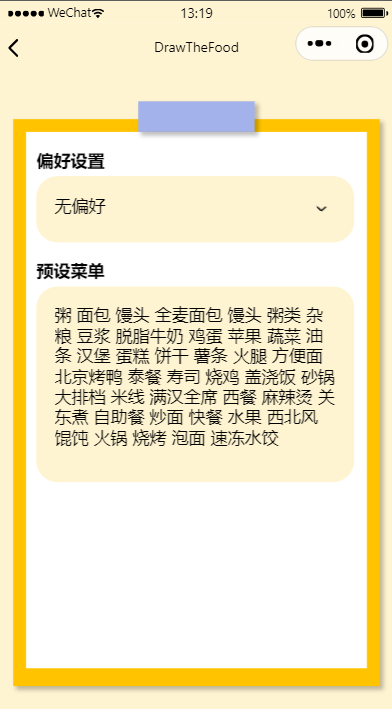 WeChat 13:19 100%
DrawTheFood
偏好设置
无偏好
预设菜单
粥 面包 馒头 全麦面包 馒头 粥类 杂
粮 豆浆 脱脂牛奶 鸡蛋 苹果 蔬菜 油
条 汉堡 蛋糕 饼干 薯条 火腿 方便面
北京烤鸭 泰餐 寿司 烧鸡 盖浇饭 砂锅
大排档 米线 满汉全席 西餐 麻辣烫 关
东煮 自助餐 炒面 快餐 水果 西北风
馄饨 火锅 烧烤 泡面 速冻水饺